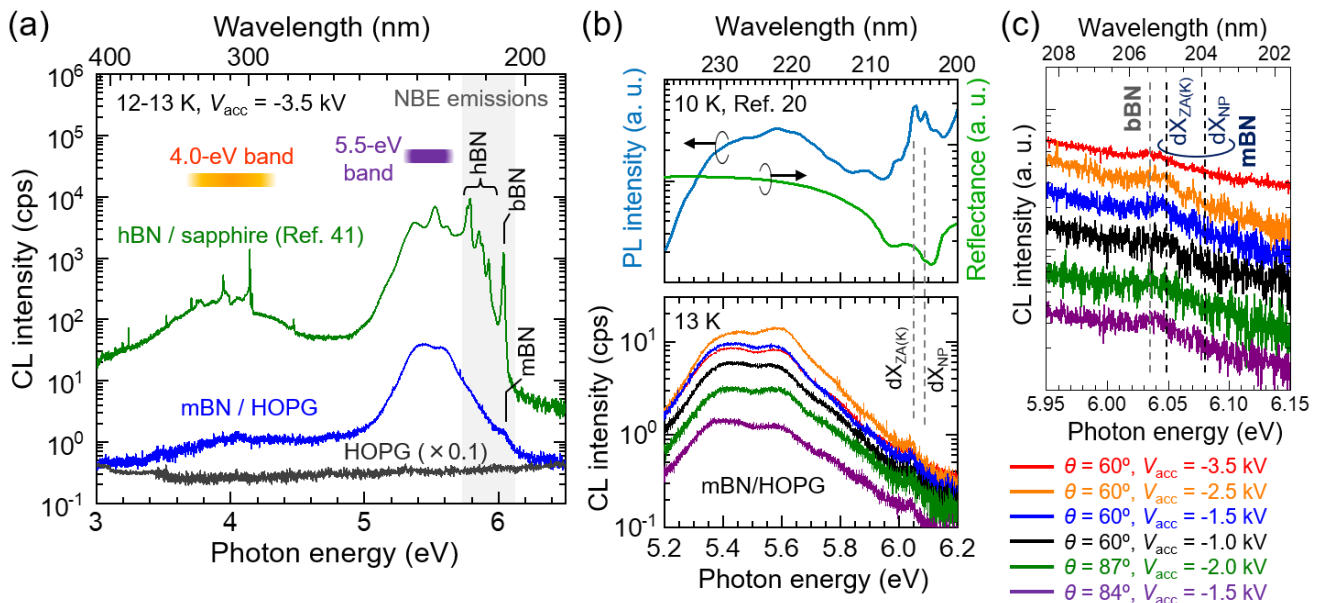 (a)
Wavelength (nm)
400 300 200
10^6
10^5
10^4
10^3
10^2
10^1
10^0
10^-1
CL intensity (cps)
12-13 K, V_acc = -3.5 kV
NBE emissions
4.0-eV band
5.5-eV
band
hBN
bBN
hBN / sapphire (Ref. 41)
mBN
mBN / HOPG
HOPG (×0.1)
3 4 5 6
Photon energy (eV)
(b)
Wavelength (nm)
230 222 214 207 200
PL intensity (a. u.)
10 K, Ref. 20
Reflectance (a. u.)
CL intensity (cps)
10^1
10^0
10^-1
13 K
dX_ZA(K)
dX_NP
mBN/HOPG
5.2 5.4 5.6 5.8 6.0 6.2
Photon energy (eV)
(c)
Wavelength (nm)
208 206 204 202
CL intensity (a. u.)
bBN
dX_ZA(K)
dX_NP
mBN
5.95 6.00 6.05 6.10 6.15
Photon energy (eV)
θ = 60º, V_acc = -3.5 kV
θ = 60º, V_acc = -2.5 kV
θ = 60º, V_acc = -1.5 kV
θ = 60º, V_acc = -1.0 kV
θ = 87º, V_acc = -2.0 kV
θ = 84º, V_acc = -1.5 kV